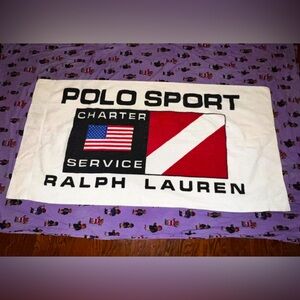 POLO SPORT
CHARTER
SERVICE
RALPH LAUREN